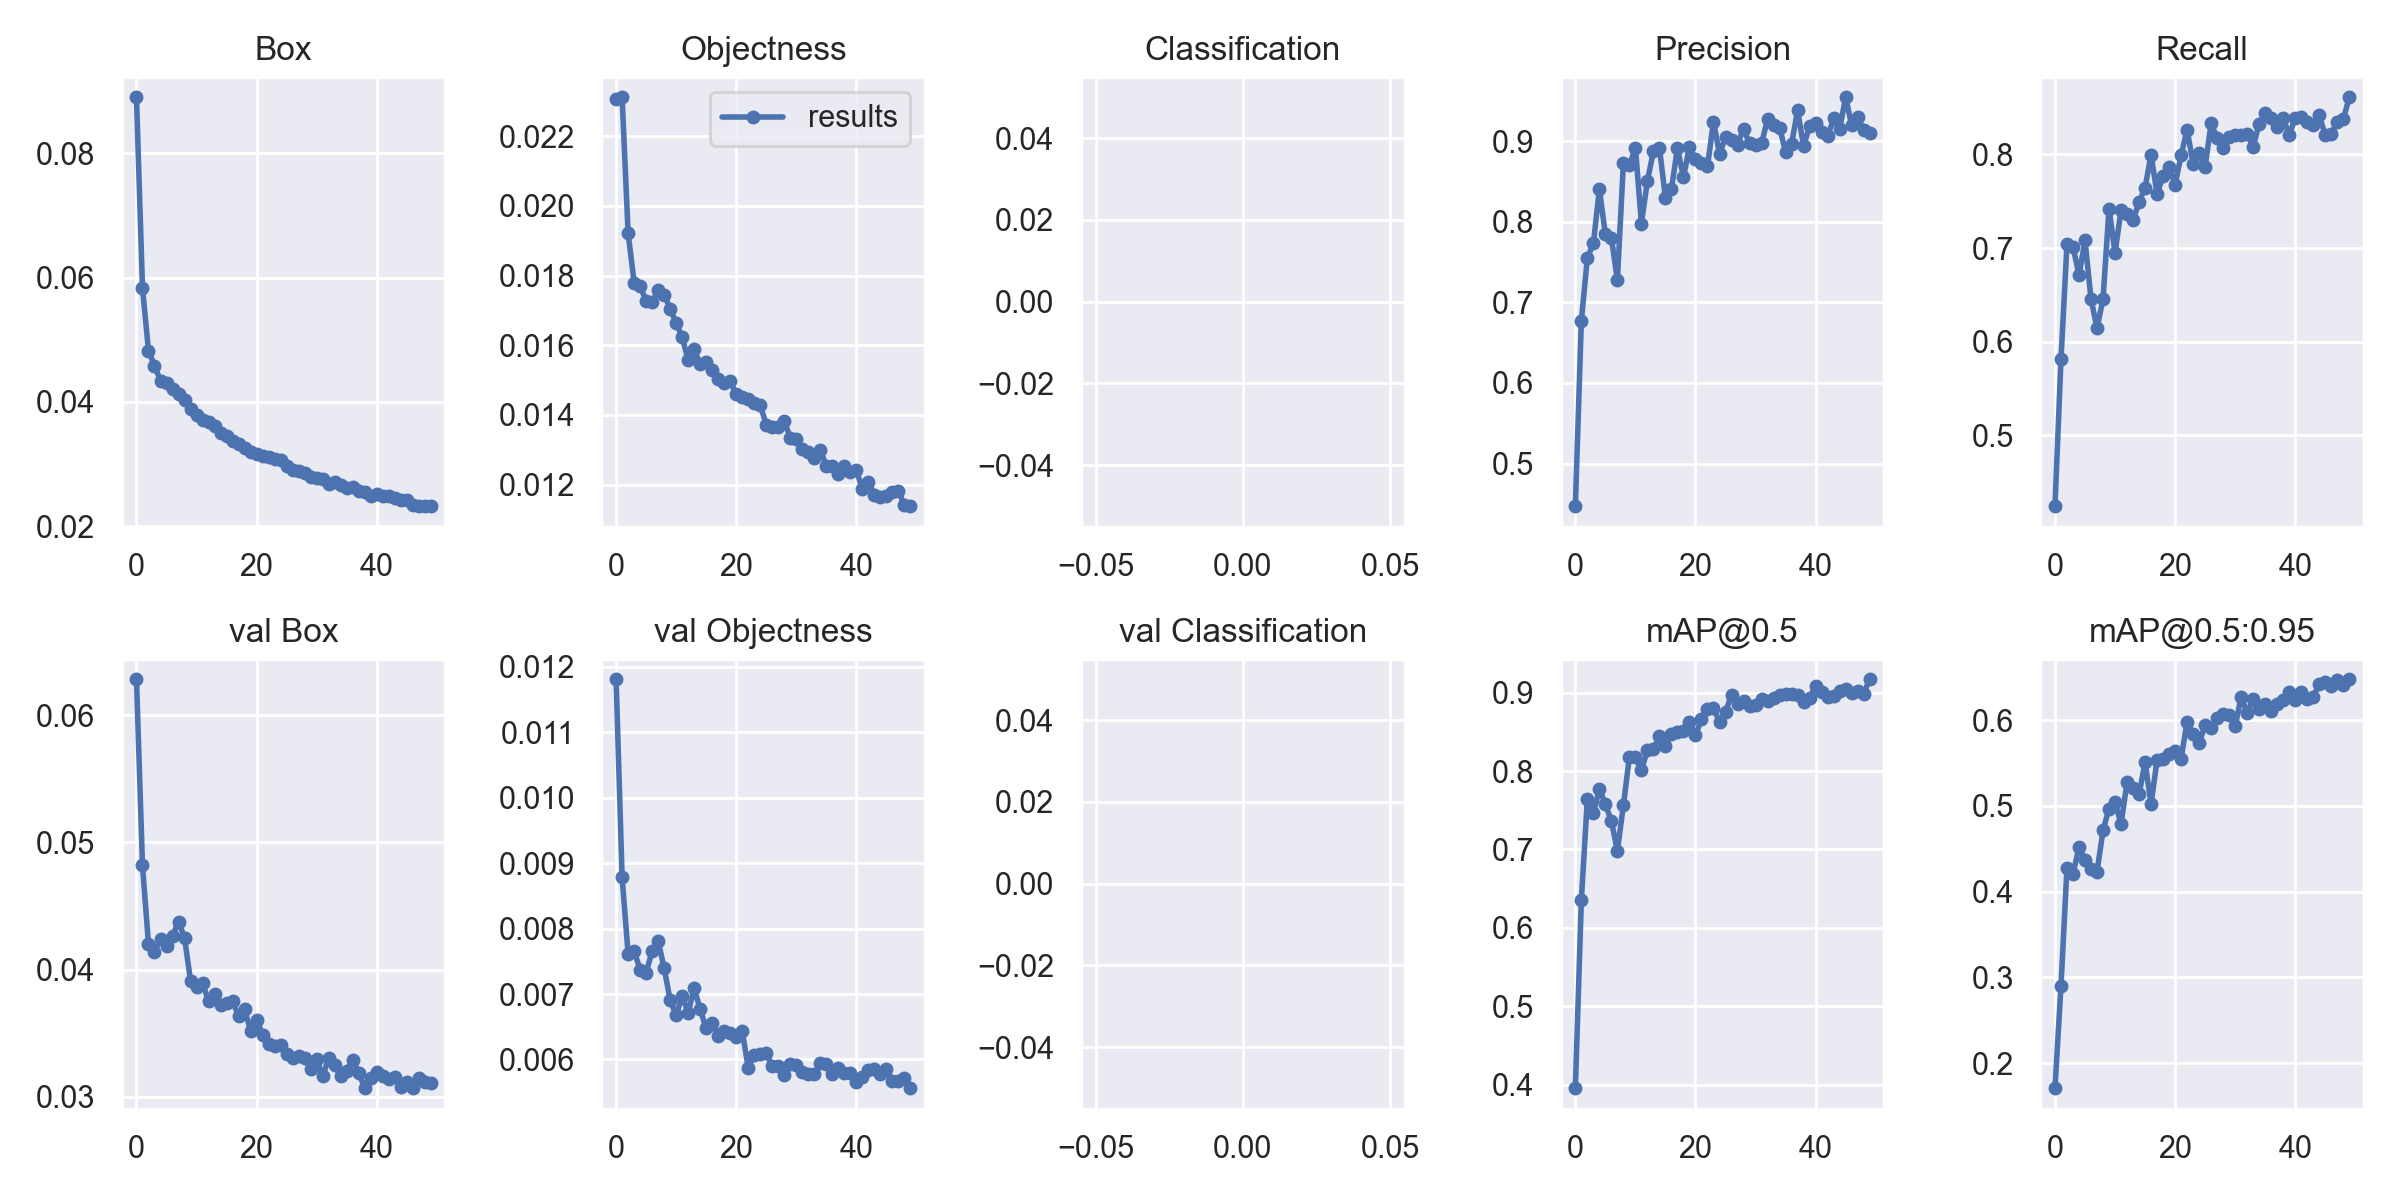 Box
Objectness
Classification
Precision
Recall
0.08
0.06
0.04
0.02
0 20 40
results
0.022
0.020
0.018
0.016
0.014
0.012
0 20 40
0.04
0.02
0.00
−0.02
−0.04
−0.05 0.00 0.05
0.9
0.8
0.7
0.6
0.5
0 20 40
0.8
0.7
0.6
0.5
0 20 40
val Box
val Objectness
val Classification
mAP@0.5
mAP@0.5:0.95
0.06
0.05
0.04
0.03
0 20 40
0.012
0.011
0.010
0.009
0.008
0.007
0.006
0 20 40
0.04
0.02
0.00
−0.02
−0.04
−0.05 0.00 0.05
0.9
0.8
0.7
0.6
0.5
0.4
0 20 40
0.6
0.5
0.4
0.3
0.2
0 20 40